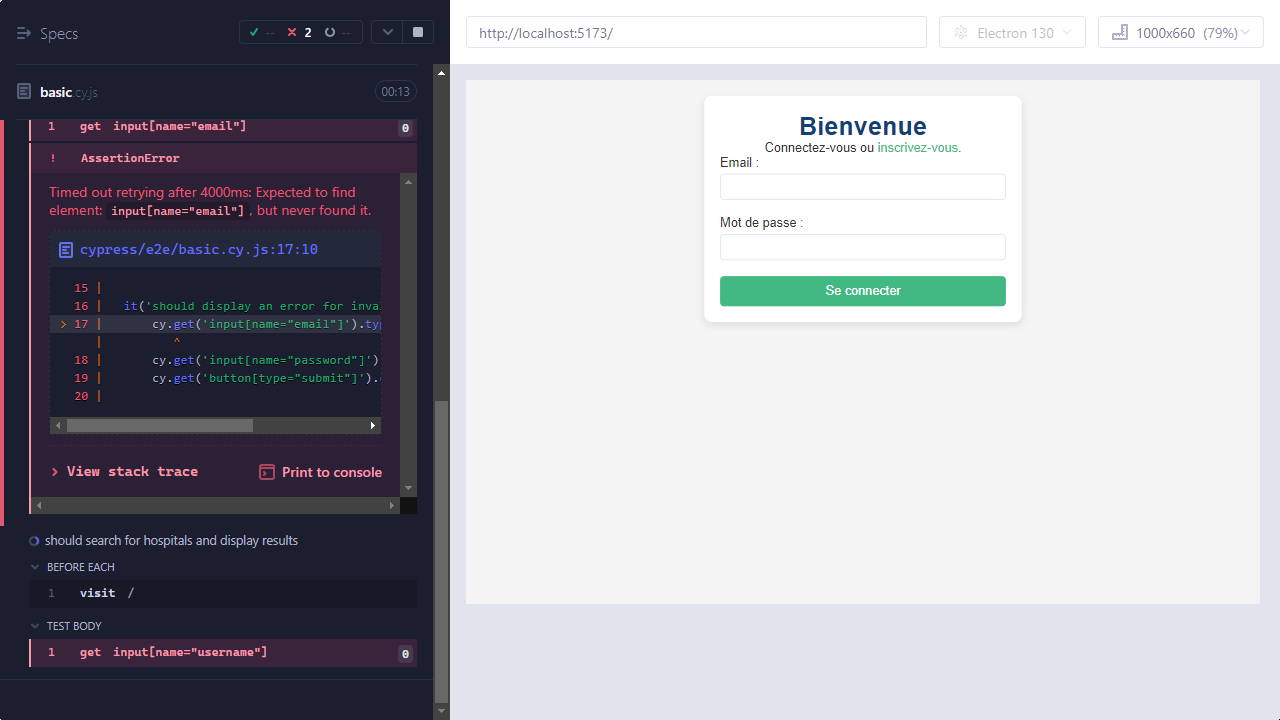 Specs
-- 2 --
http://localhost:5173/
Electron 130
1000x660 (79%)
basic.cy.js
00:13
1 get input[name="email"] 0
! AssertionError
Timed out retrying after 4000ms: Expected to find
element: input[name="email"], but never found it.
cypress/e2e/basic.cy.js:17:10
15 |
16 | it('should display an error for inva
> 17 | cy.get('input[name="email"]').typ
| ^
18 | cy.get('input[name="password"]')
19 | cy.get('button[type="submit"]').
20 |
> View stack trace
Print to console
should search for hospitals and display results
BEFORE EACH
1 visit /
TEST BODY
1 get input[name="username"] 0
Bienvenue
Connectez-vous ou inscrivez-vous.
Email :
Mot de passe :
Se connecter